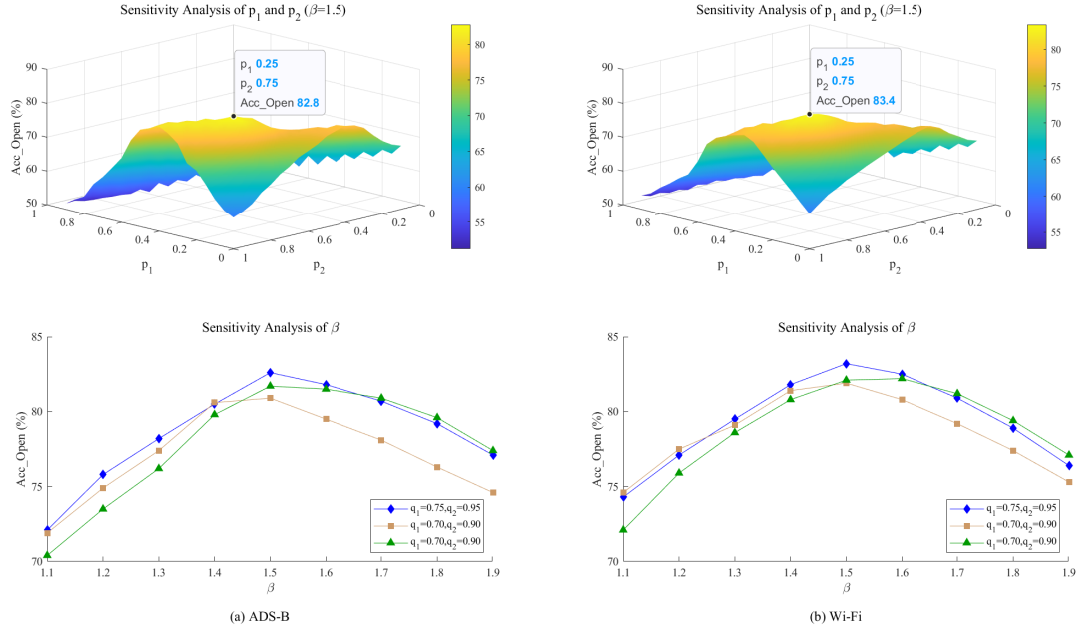 Sensitivity Analysis of p1 and p2 (β=1.5)
p1 0.25
p2 0.75
Acc_Open 82.8
Acc_Open (%)
90
80
70
60
50
1
0.8
0.6
0.4
0.2
0
p1
1
0.8
0.6
0.4
0.2
0
p2
80
75
70
65
60
55
Sensitivity Analysis of p1 and p2 (β=1.5)
p1 0.25
p2 0.75
Acc_Open 83.4
Acc_Open (%)
90
80
70
60
50
1
0.8
0.6
0.4
0.2
0
p1
1
0.8
0.6
0.4
0.2
0
p2
80
75
70
65
60
55
Sensitivity Analysis of β
Acc_Open (%)
85
80
75
70
q1=0.75,q2=0.95
q1=0.70,q2=0.90
q1=0.70,q2=0.90
1.1 1.2 1.3 1.4 1.5 1.6 1.7 1.8 1.9
β
(a) ADS-B
Sensitivity Analysis of β
Acc_Open (%)
85
80
75
70
q1=0.75,q2=0.95
q1=0.70,q2=0.90
q1=0.70,q2=0.90
1.1 1.2 1.3 1.4 1.5 1.6 1.7 1.8 1.9
β
(b) Wi-Fi